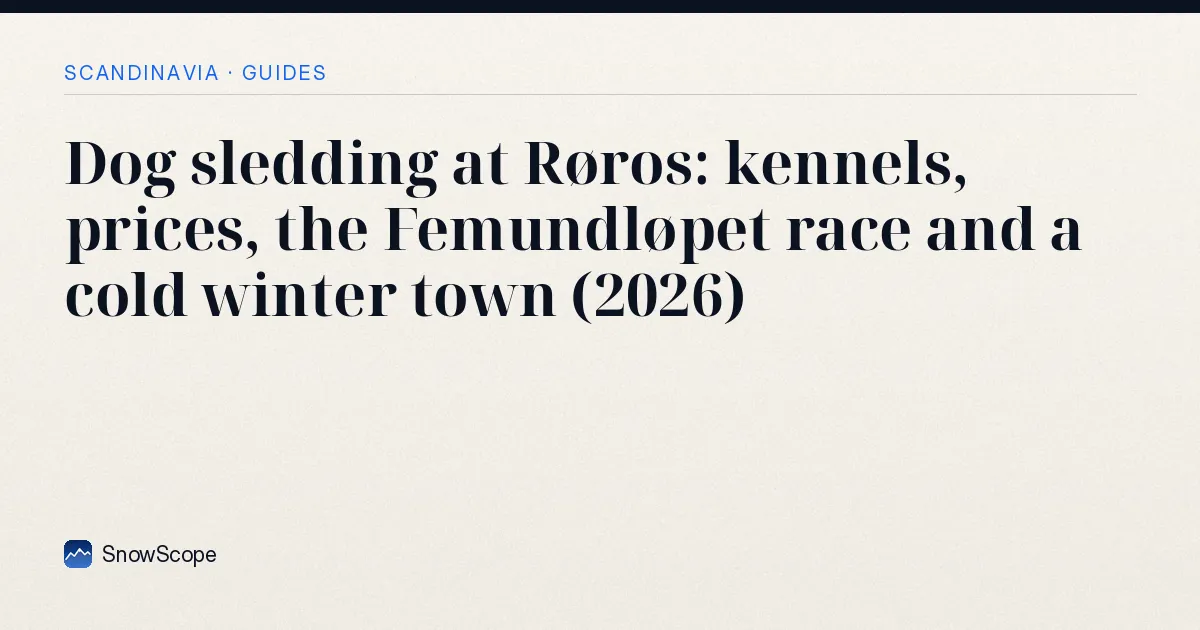 SCANDINAVIA · GUIDES
Dog sledding at Røros: kennels,
prices, the Femundløpet race and a
cold winter town (2026)
SnowScope